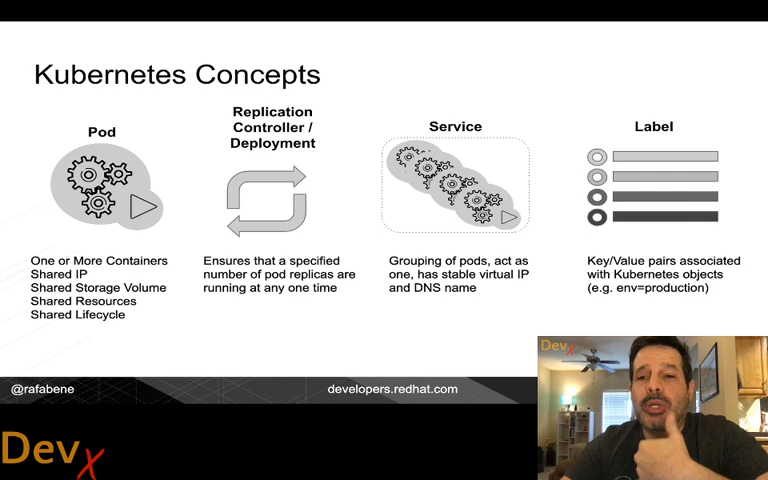 Kubernetes Concepts
Pod
One or More Containers
Shared IP
Shared Storage Volume
Shared Resources
Shared Lifecycle
Replication
Controller /
Deployment
Ensures that a specified
number of pod replicas are
running at any one time
Service
Grouping of pods, act as
one, has stable virtual IP
and DNS name
Label
Key/Value pairs associated
with Kubernetes objects
(e.g. env=production)
@rafabene
developers.redhat.com
Devx
Devx